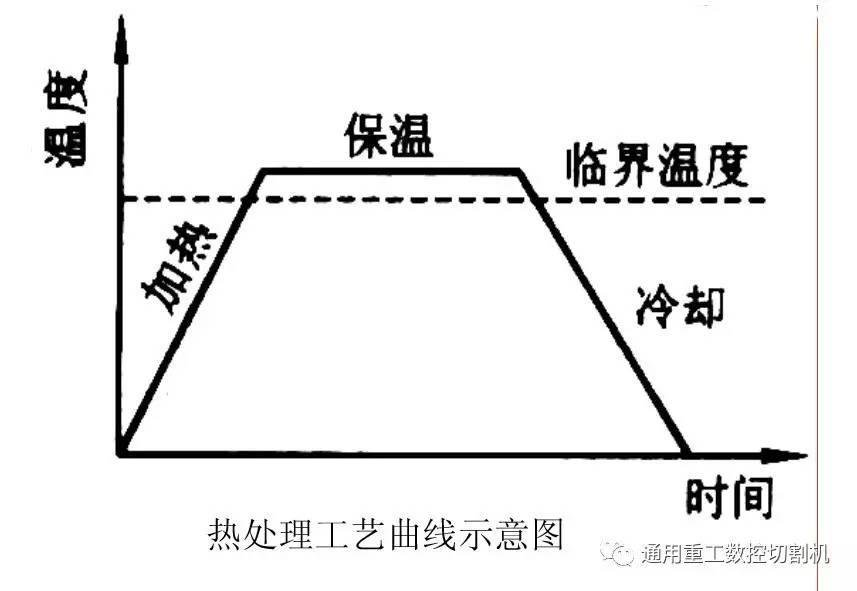 温度
保温
临界温度
加热
冷却
时间
热处理工艺曲线示意图
通用重工数控切割机